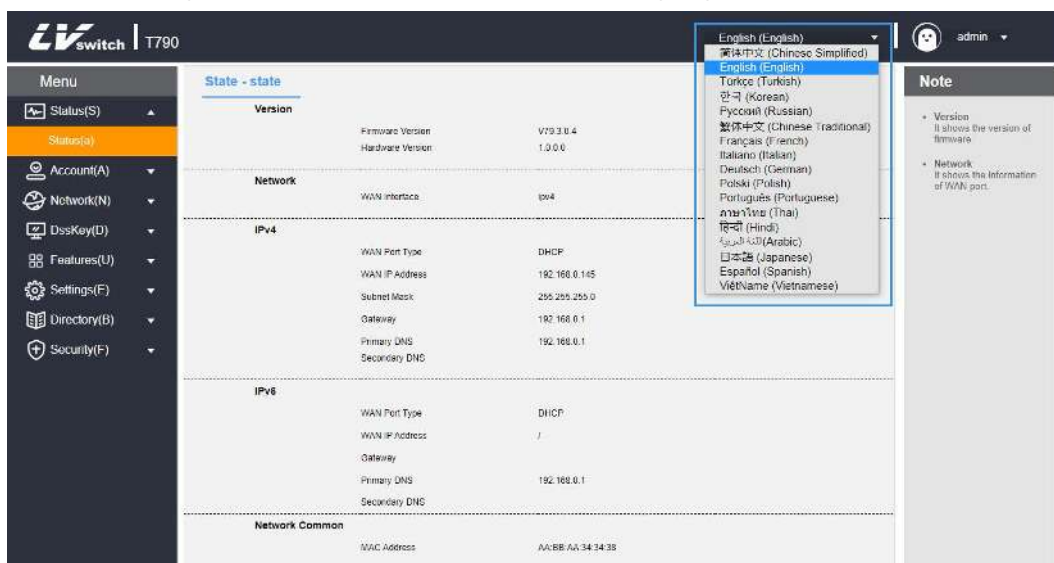 LVswitch T790
English (English)
admin
简体中文 (Chinese Simplified)
English (English)
Türkçe (Turkish)
한국 (Korean)
Русский (Russian)
繁体中文 (Chinese Traditional)
Français (French)
Italiano (Italian)
Deutsch (German)
Polski (Polish)
Português (Portuguese)
ภาษาไทย (Thai)
हिन्दी (Hindi)
(Arabic)
日本語 (Japanese)
Español (Spanish)
ViêtName (Vietnamese)
Menu
Status(S)
Status(a)
Account(A)
Network(N)
DssKey(D)
Features(U)
Settings(E)
Directory(B)
Security(F)
State - state
Version
Firmware Version V79.3.0.4
Hardware Version 1.0.0.0
Network
WAN Interface ipv4
IPv4
WAN Port Type DHCP
WAN IP Address 192.168.0.145
Subnet Mask 255.255.255.0
Gateway 192.168.0.1
Primary DNS 192.168.0.1
Secondary DNS
IPv6
WAN Port Type DHCP
WAN IP Address /
Gateway
Primary DNS 192.168.0.1
Secondary DNS
Network Common
MAC Address AA:BB:AA:34:34:38
Note
Version
It shows the version of
firmware
Network
It shows the information
of WAN port.